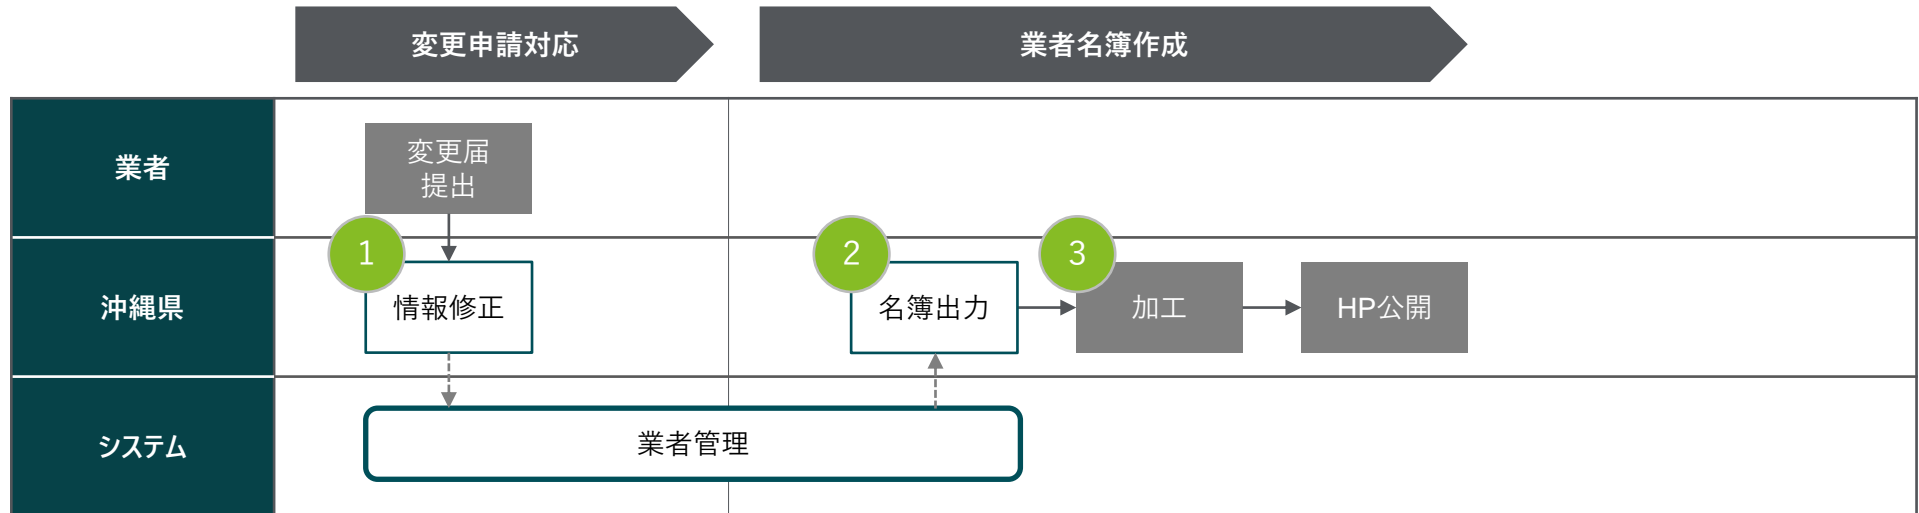 変更申請対応
業者名簿作成
業者
変更届
提出
沖縄県
1
情報修正
2
名簿出力
3
加工
HP公開
システム
業者管理